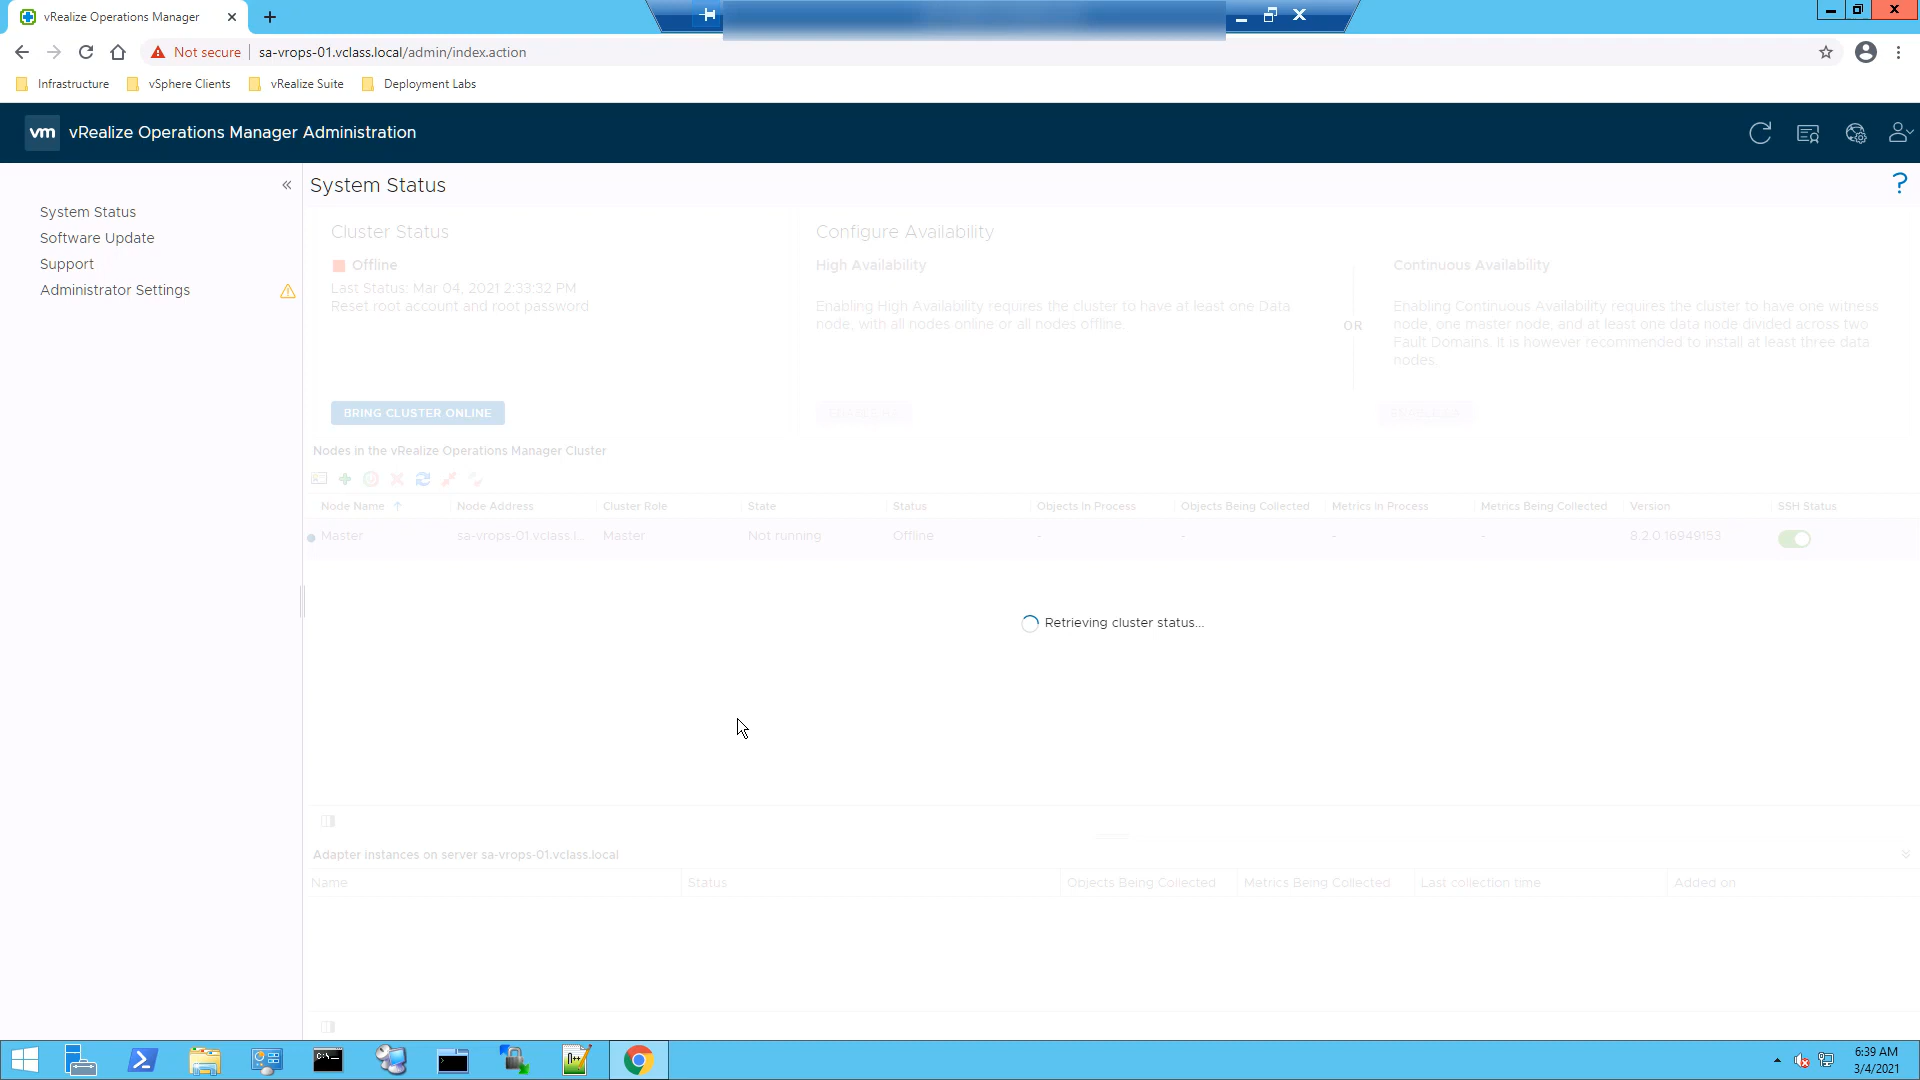 vRealize Operations Manager
Not secure
sa-vrops-01.vclass.local/admin/index.action
Infrastructure
vSphere Clients
vRealize Suite
Deployment Labs
vm
vRealize Operations Manager Administration
«
System Status
?
System Status
Software Update
Support
Administrator Settings
Cluster Status
Offline
Last Status: Mar 04, 2021 2:33:32 PM
Reset root account and root password
BRING CLUSTER ONLINE
Configure Availability
High Availability
Enabling High Availability requires the cluster to have at least one Data
node, with all nodes online or all nodes offline.
OR
Continuous Availability
Enabling Continuous Availability requires the cluster to have one witness
node, one master node, and at least one data node divided across two
Fault Domains. It is however recommended to install at least three data
nodes.
Nodes in the vRealize Operations Manager Cluster
Node Name Node Address Cluster Role State Status Objects in Process Objects Being Collected Metrics in Process Metrics Being Collected Version SSH Status
Master sa-vrops-01.vclass.l... Master Not running Offline - - - - 8.2.0.16949153
Retrieving cluster status...
Adapter instances on server sa-vrops-01.vclass.local
Name Status Objects Being Collected Metrics Being Collected Last collection time Added on
6:39 AM
3/4/2021